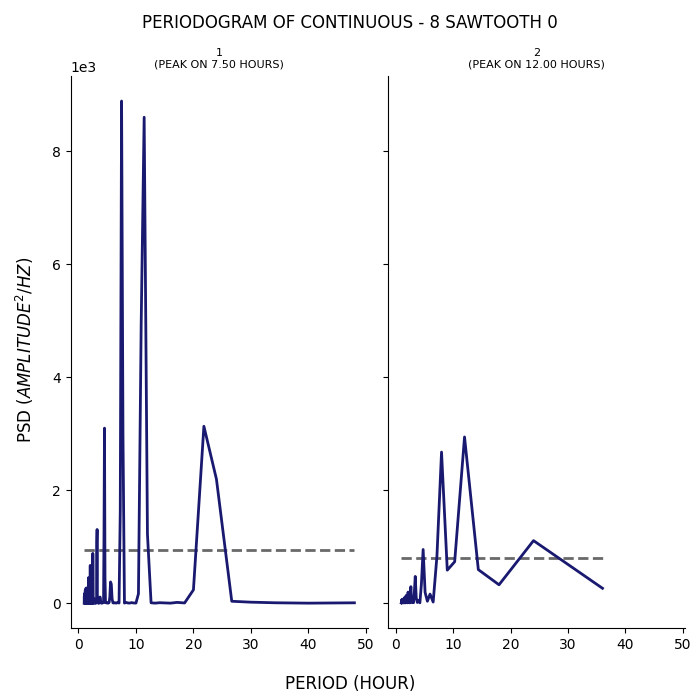 PERIODOGRAM OF CONTINUOUS - 8 SAWTOOTH 0
1
(PEAK ON 7.50 HOURS)
2
(PEAK ON 12.00 HOURS)
1e3
8
6
4
2
0
PSD (AMPLITUDE²/HZ)
0 10 20 30 40 50
0 10 20 30 40 50
PERIOD (HOUR)